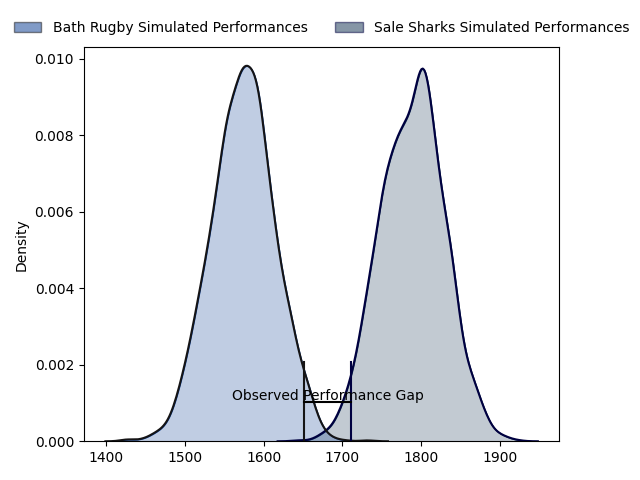 Bath Rugby Simulated Performances
Sale Sharks Simulated Performances
0.010
0.008
0.006
0.004
0.002
0.000
Density
Observed Performance Gap
1400 1500 1600 1700 1800 1900